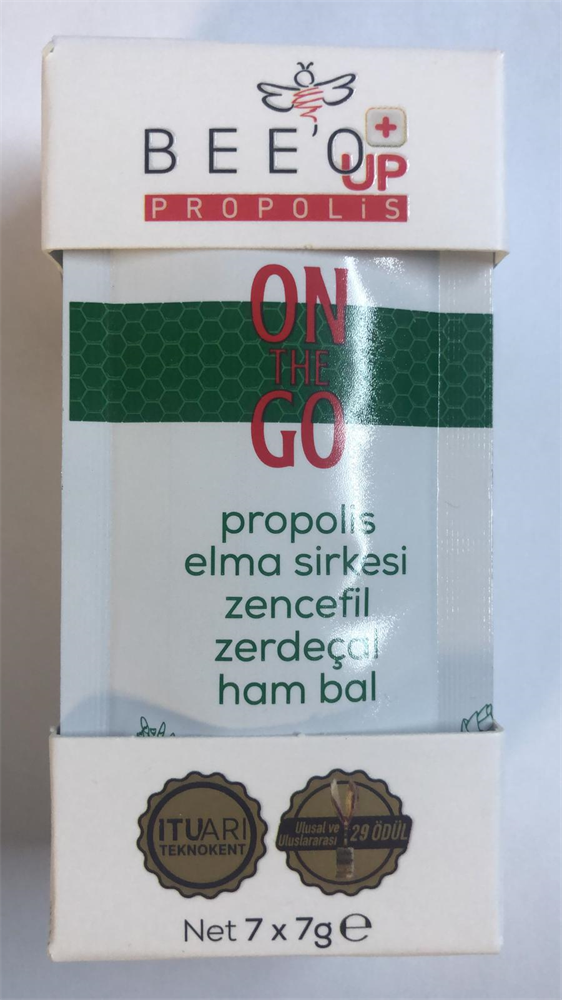 BEE'O
+
UP
PROPOLiS
ON
THE
GO
propolis
elma sirkesi
zencefil
zerdeçal
ham bal
ITUARI
TEKNOKENT
Ulusal ve
Uluslararası
29 ÖDÜL
Net 7 x 7g ℮